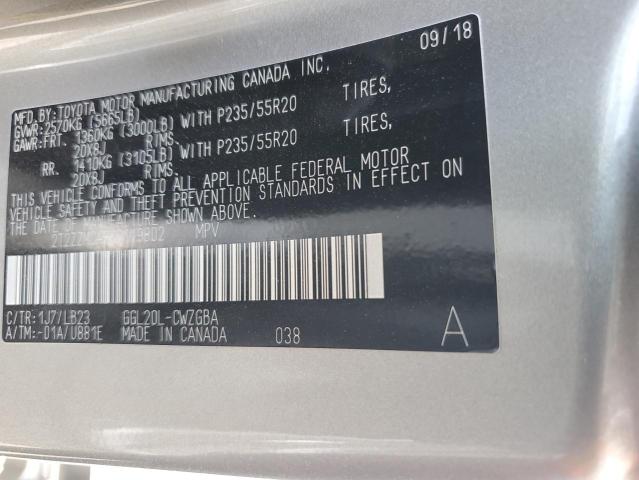 09/18
MFD.BY:TOYOTA MOTOR MANUFACTURING CANADA INC.
GVWR:2570KG (5665LB)
GAWR:FRT. 1360KG (3000LB) WITH P235/55R20 TIRES,
20X8J RIMS.
RR. 1410KG (3105LB) WITH P235/55R20 TIRES,
20X8J RIMS.
THIS VEHICLE CONFORMS TO ALL APPLICABLE FEDERAL MOTOR
VEHICLE SAFETY AND THEFT PREVENTION STANDARDS IN EFFECT ON
THE DATE OF MANUFACTURE SHOWN ABOVE.
MPV
C/TR:1J7/LB23 GGL20L-CWZGBA
A/TM:-01A/U881E MADE IN CANADA 038 A